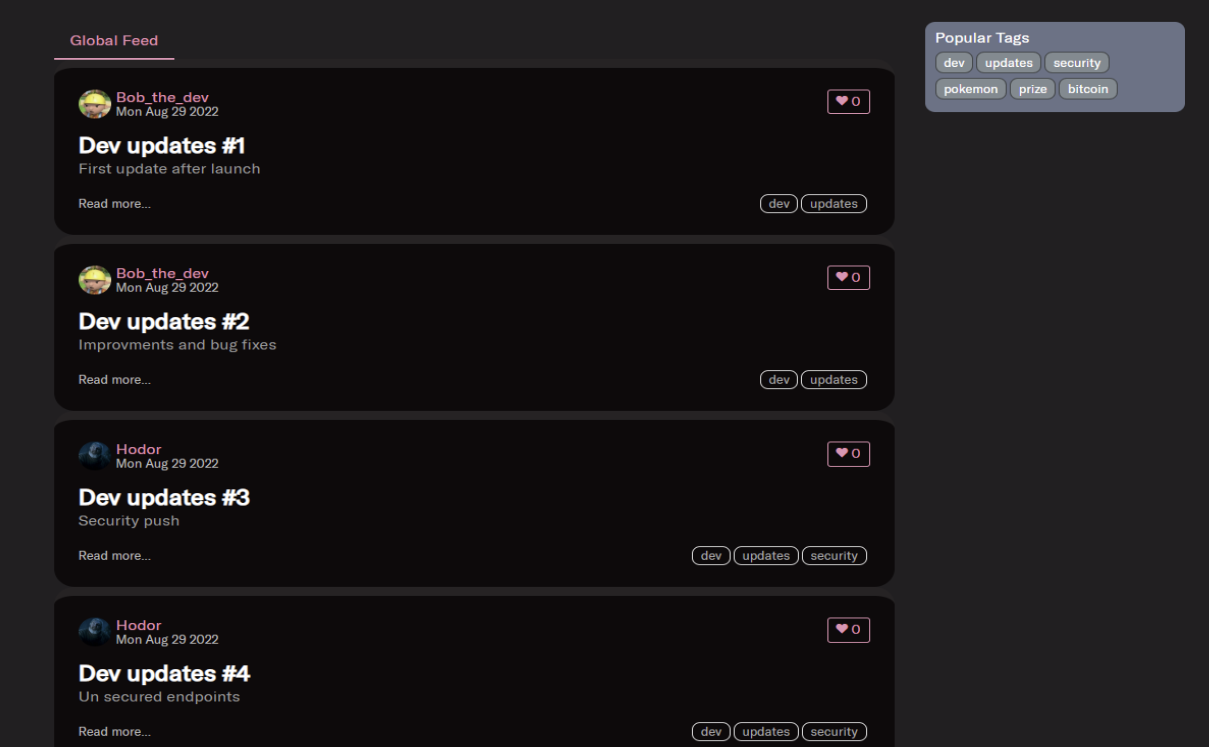 Global Feed
Bob_the_dev
Mon Aug 29 2022
0
Dev updates #1
First update after launch
Read more...
dev updates
Bob_the_dev
Mon Aug 29 2022
0
Dev updates #2
Improvments and bug fixes
Read more...
dev updates
Hodor
Mon Aug 29 2022
0
Dev updates #3
Security push
Read more...
dev updates security
Hodor
Mon Aug 29 2022
0
Dev updates #4
Un secured endpoints
Read more...
dev updates security
Popular Tags
dev updates security
pokemon prize bitcoin